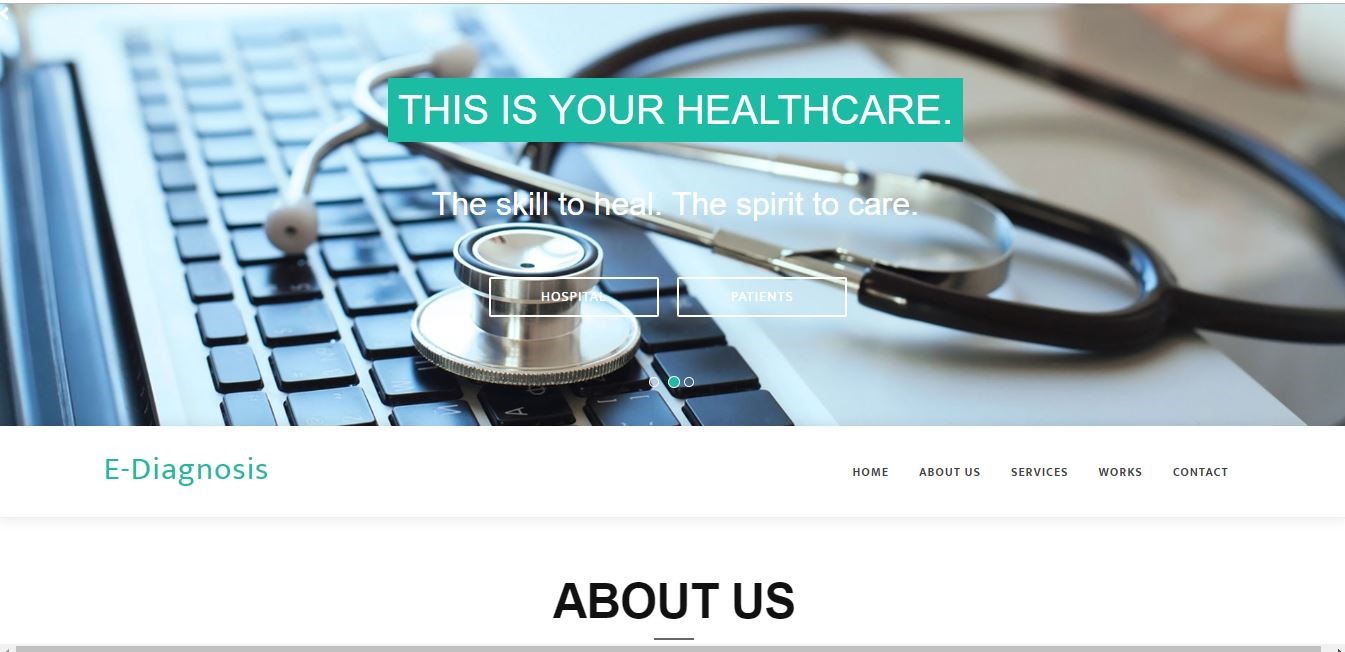 THIS IS YOUR HEALTHCARE.
The skill to heal. The spirit to care.
HOSPITAL PATIENTS
E-Diagnosis
HOME ABOUT US SERVICES WORKS CONTACT
ABOUT US